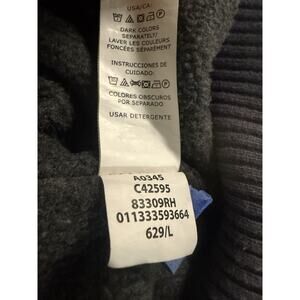 USA/CA:
DARK COLORS
SEPARATELY/
LAVER LES COULEURS
FONCÉES SÉPARÉMENT
INSTRUCCIONES DE
CUIDADO:
COLORES OBSCUROS
POR SEPARADO
USAR DETERGENTE
A0345
C42595
83309RH
011333593664
629/L